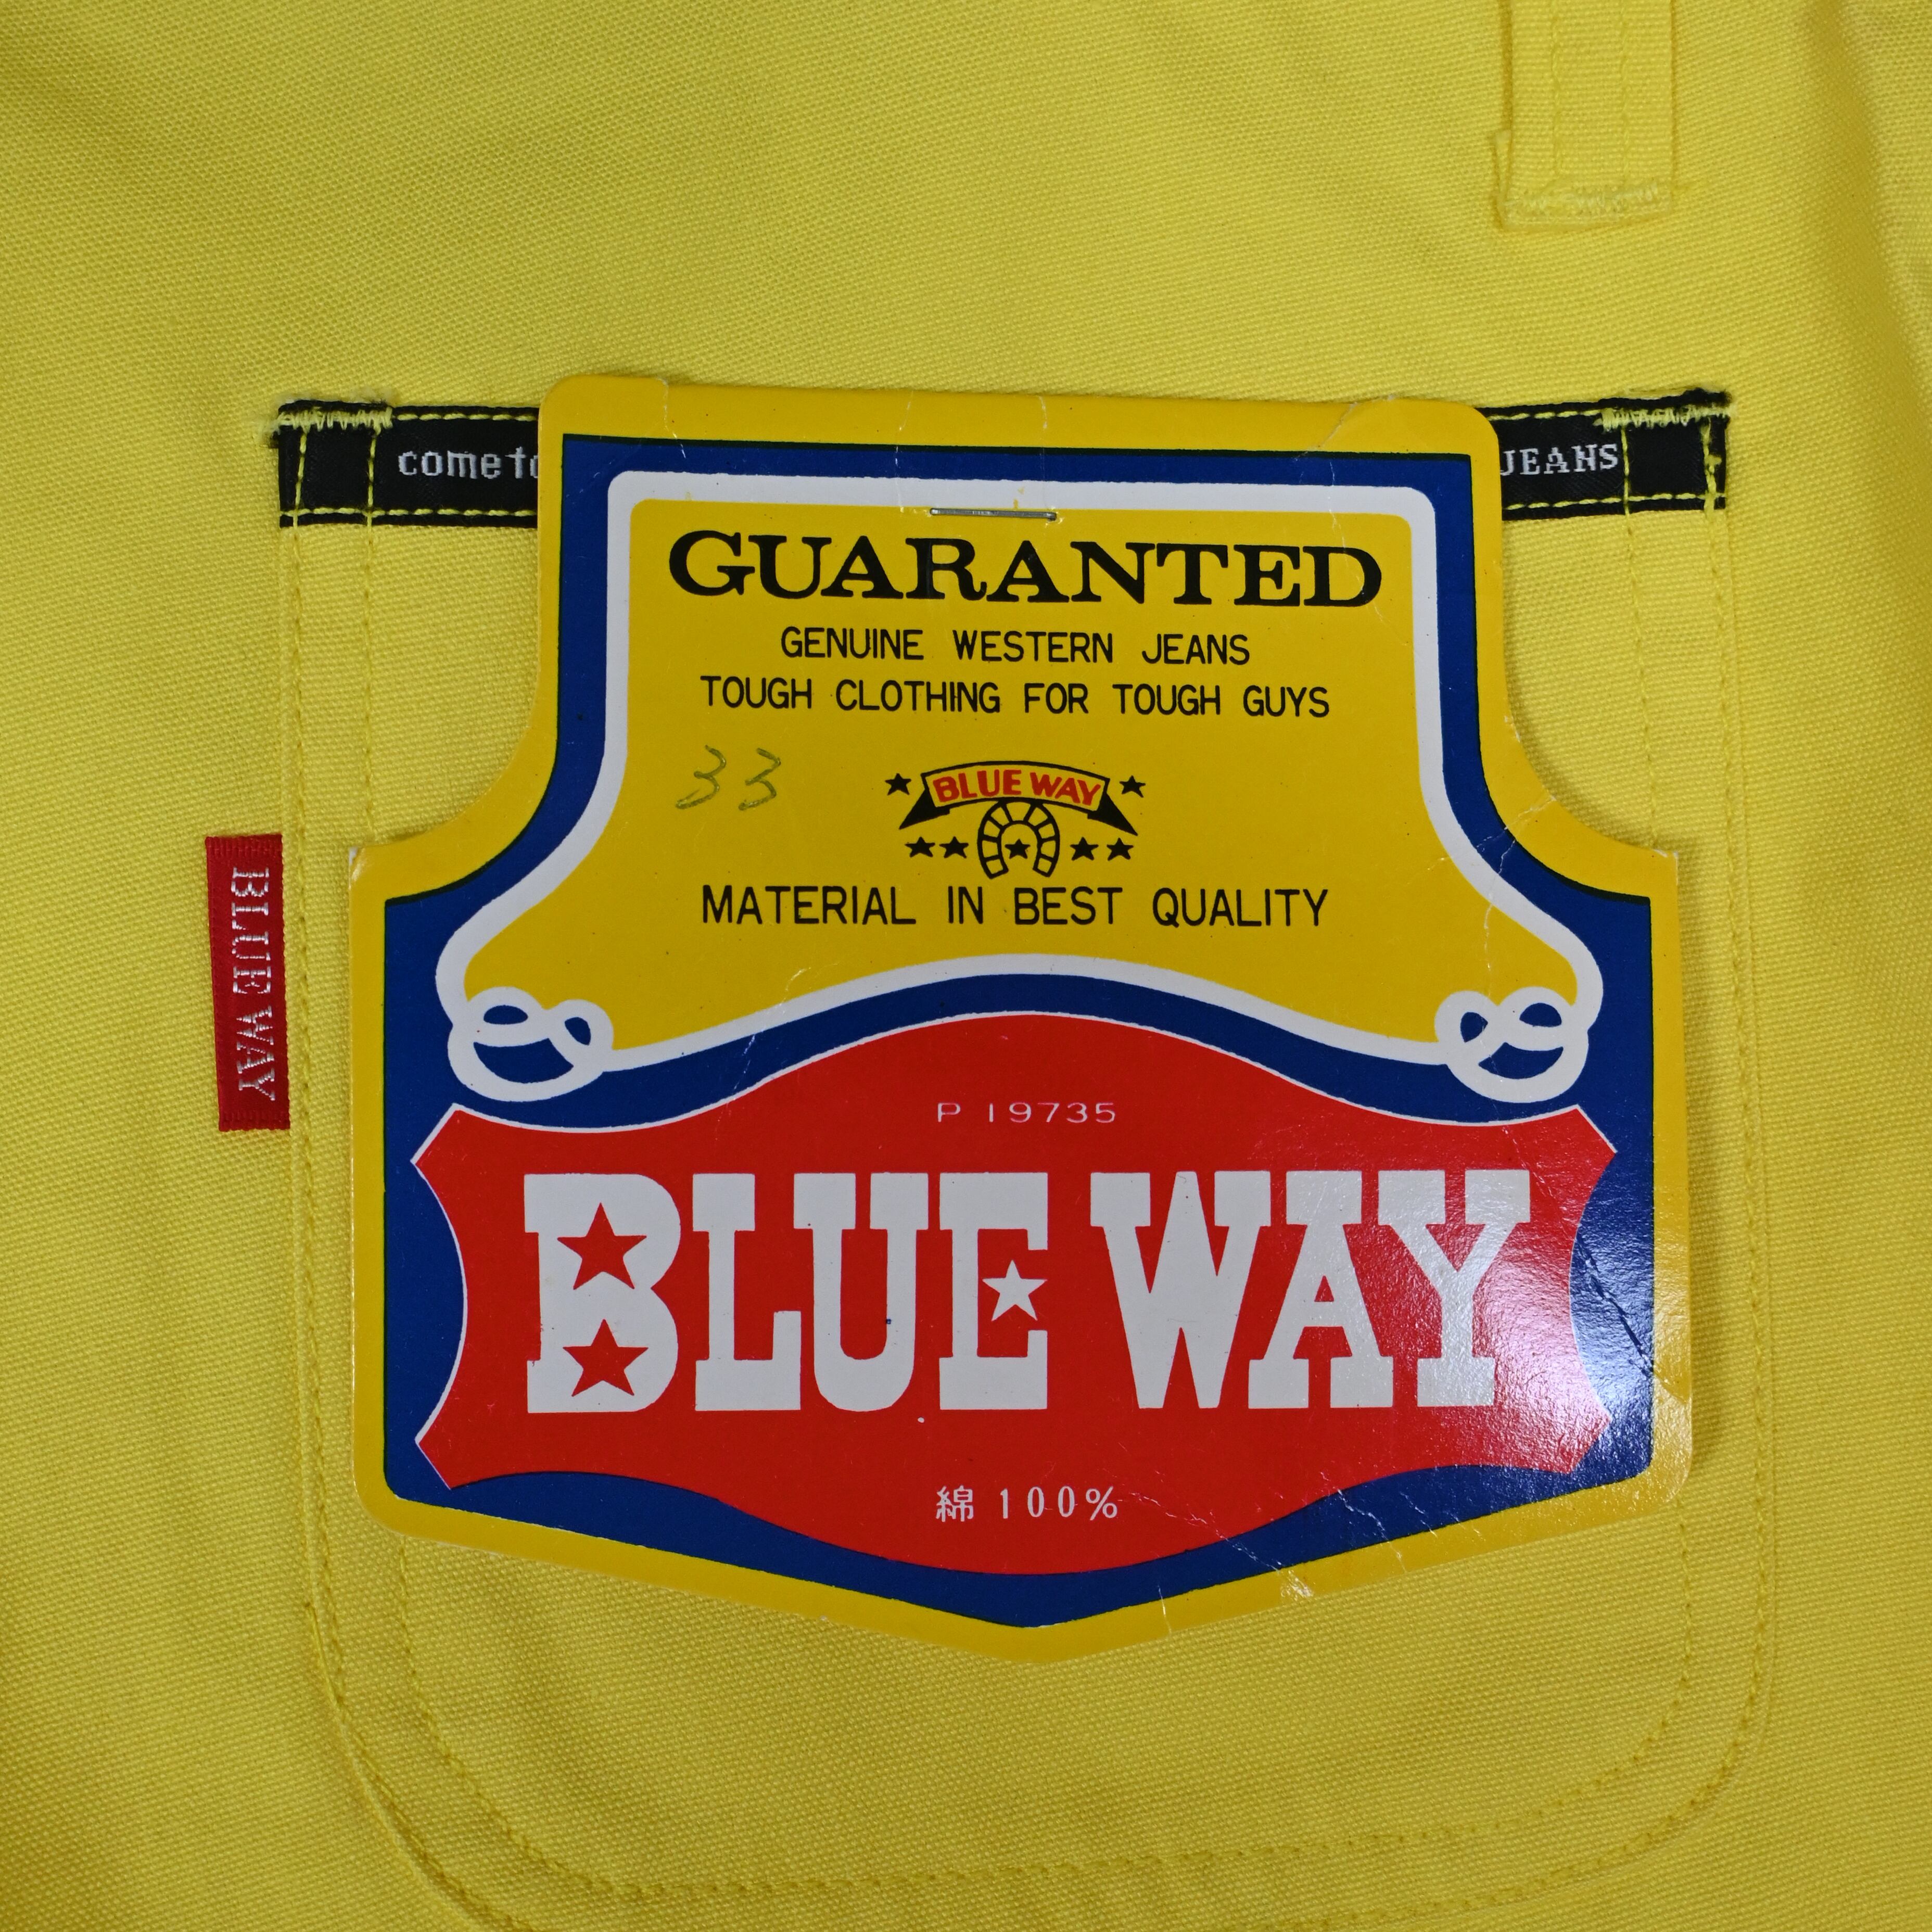 come to
JEANS
GUARANTED
GENUINE WESTERN JEANS
TOUGH CLOTHING FOR TOUGH GUYS
33
BLUE WAY
MATERIAL IN BEST QUALITY
BLUE WAY
P 19735
BLUE WAY
綿 100%